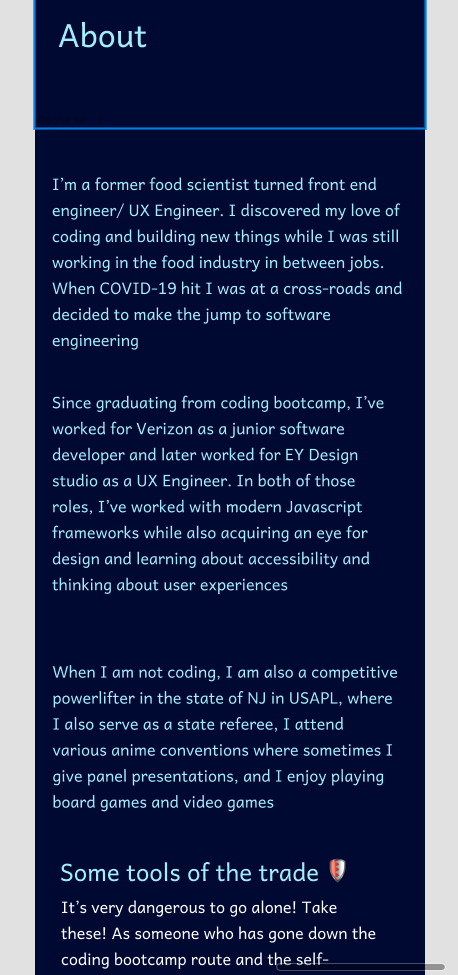 About
I'm a former food scientist turned front end
engineer/ UX Engineer. I discovered my love of
coding and building new things while I was still
working in the food industry in between jobs.
When COVID-19 hit I was at a cross-roads and
decided to make the jump to software
engineering
Since graduating from coding bootcamp, I've
worked for Verizon as a junior software
developer and later worked for EY Design
studio as a UX Engineer. In both of those
roles, I've worked with modern Javascript
frameworks while also acquiring an eye for
design and learning about accessibility and
thinking about user experiences
When I am not coding, I am also a competitive
powerlifter in the state of NJ in USAPL, where
I also serve as a state referee, I attend
various anime conventions where sometimes I
give panel presentations, and I enjoy playing
board games and video games
Some tools of the trade
It's very dangerous to go alone! Take
these! As someone who has gone down the
coding bootcamp route and the self-